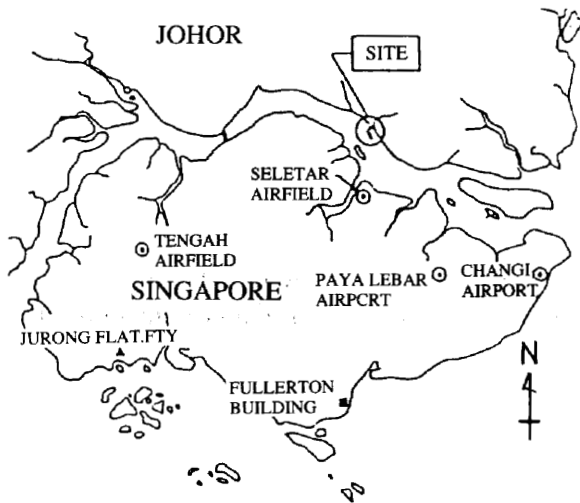 JOHOR
SITE
SELETAR
AIRFIELD
TENGAH
AIRFIELD
SINGAPORE
PAYA LEBAR
AIRPCRT
CHANGI
AIRPORT
JURONG FLAT.FTY
FULLERTON
BUILDING
N